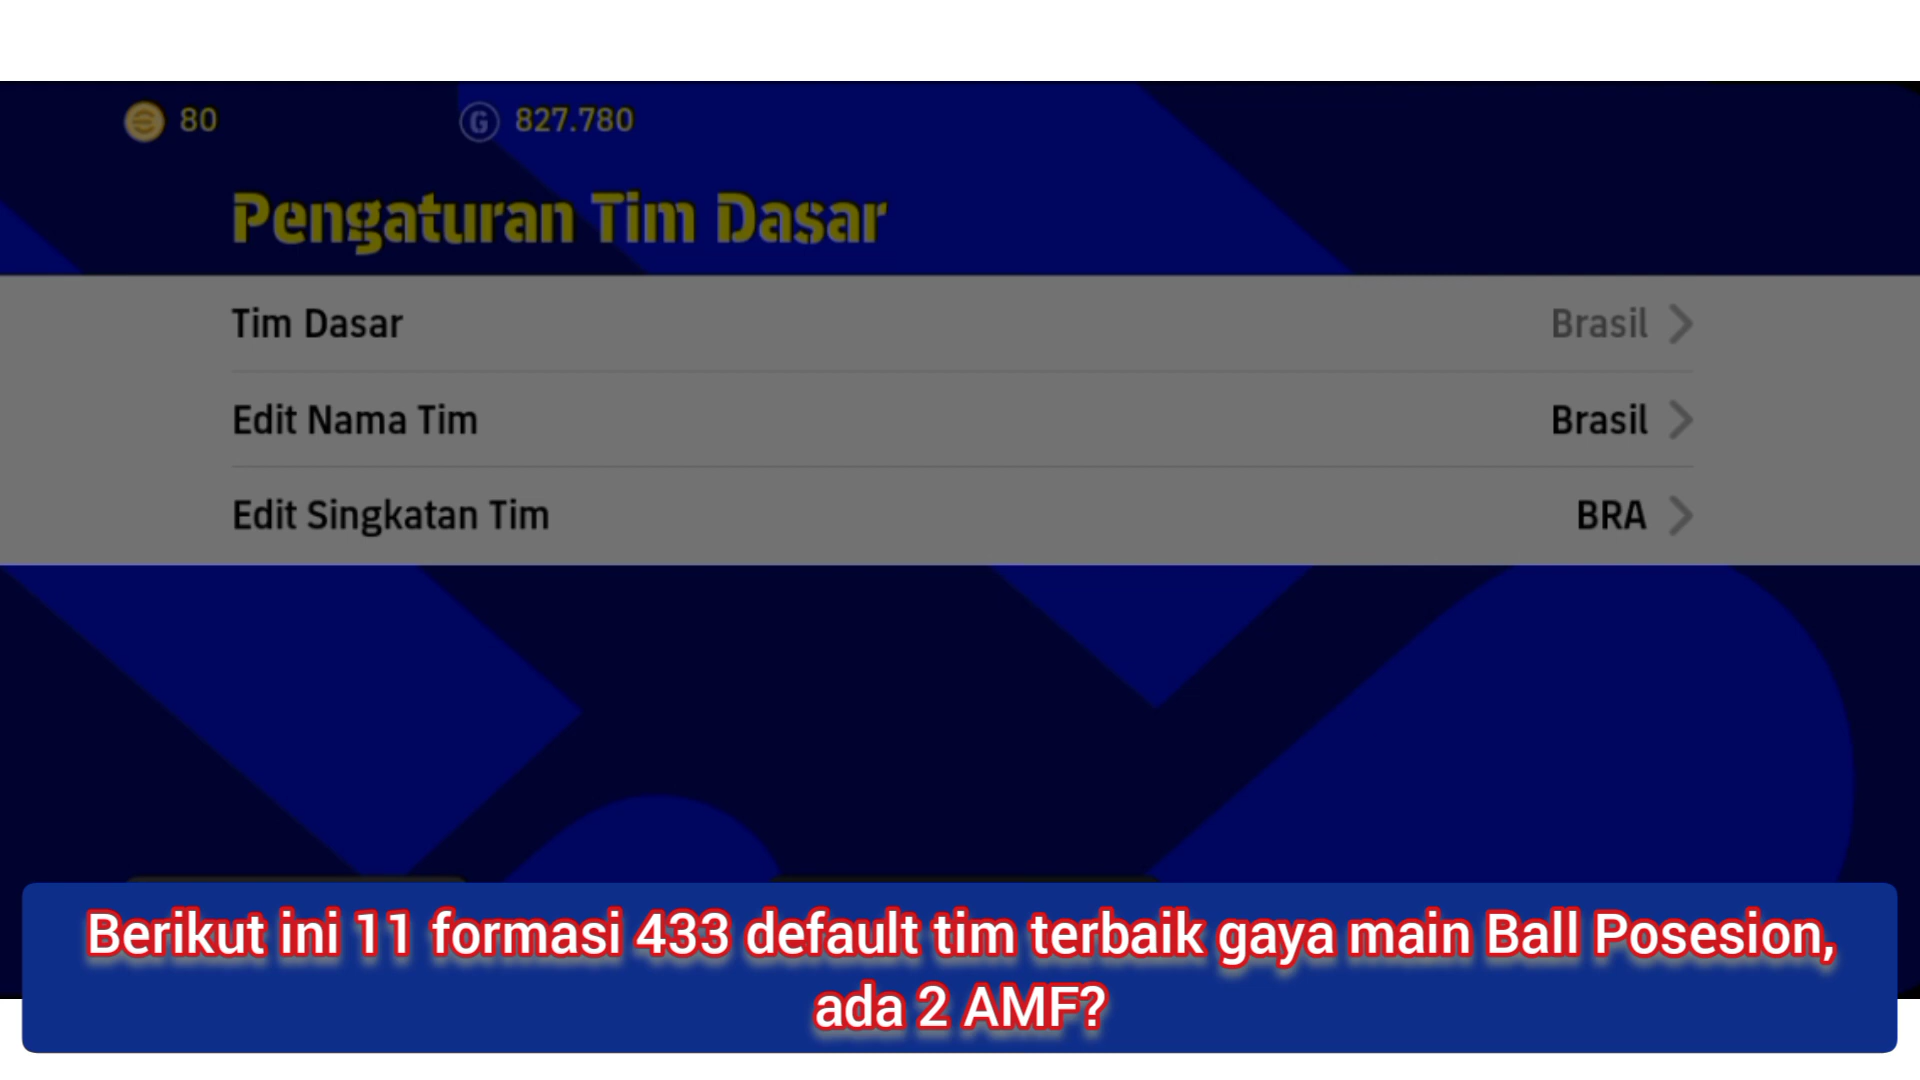 80
G 827.780
Pengaturan Tim Dasar
Tim Dasar Brasil
Edit Nama Tim Brasil
Edit Singkatan Tim BRA
Berikut ini 11 formasi 433 default tim terbaik gaya main Ball Posesion,
ada 2 AMF?